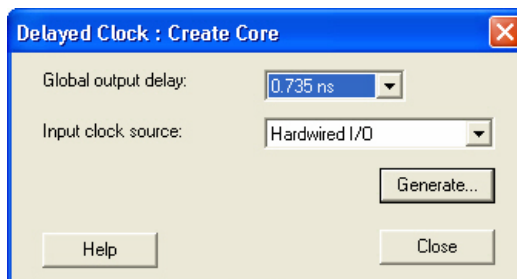 Delayed Clock : Create Core
Global output delay: 0.735 ns
Input clock source: Hardwired I/O
Generate...
Help Close